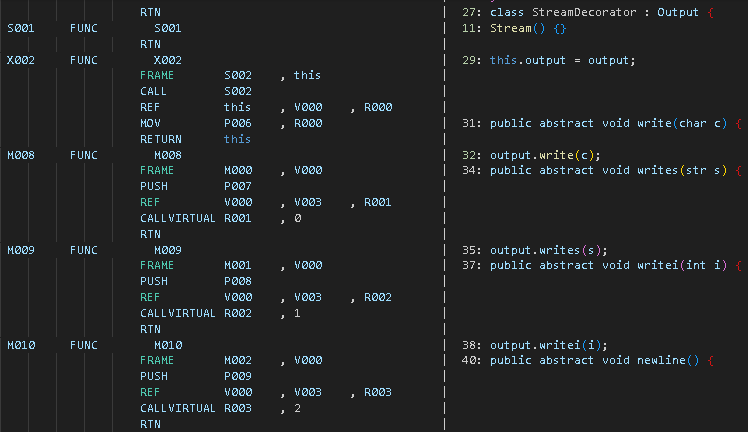 RTN | 27: class StreamDecorator : Output {
S001 FUNC S001 | 11: Stream() {}
RTN |
X002 FUNC X002 | 29: this.output = output;
FRAME S002 , this |
CALL S002 |
REF this , V000 , R000 |
MOV P006 , R000 | 31: public abstract void write(char c) {
RETURN this |
M008 FUNC M008 | 32: output.write(c);
FRAME M000 , V000 | 34: public abstract void writes(str s) {
PUSH P007 |
REF V000 , V003 , R001 |
CALLVIRTUAL R001 , 0 |
RTN |
M009 FUNC M009 | 35: output.writes(s);
FRAME M001 , V000 | 37: public abstract void writei(int i) {
PUSH P008 |
REF V000 , V003 , R002 |
CALLVIRTUAL R002 , 1 |
RTN |
M010 FUNC M010 | 38: output.writei(i);
FRAME M002 , V000 | 40: public abstract void newline() {
PUSH P009 |
REF V000 , V003 , R003 |
CALLVIRTUAL R003 , 2 |
RTN |